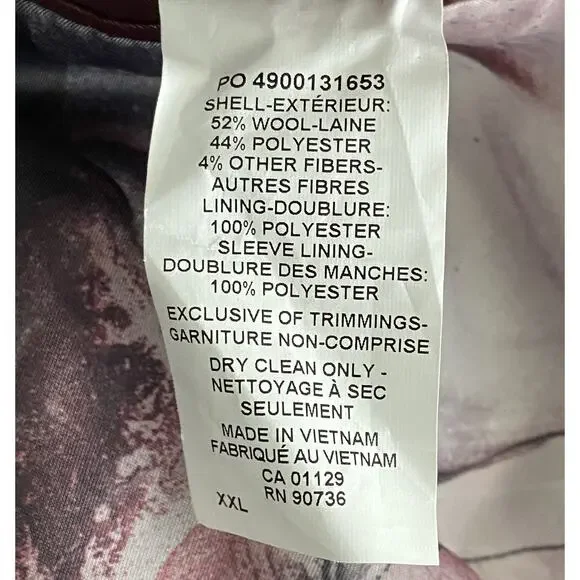 PO 4900131653
SHELL-EXTÉRIEUR:
52% WOOL-LAINE
44% POLYESTER
4% OTHER FIBERS-
AUTRES FIBRES
LINING-DOUBLURE:
100% POLYESTER
SLEEVE LINING-
DOUBLURE DES MANCHES:
100% POLYESTER
EXCLUSIVE OF TRIMMINGS-
GARNITURE NON-COMPRISE
DRY CLEAN ONLY -
NETTOYAGE À SEC
SEULEMENT
MADE IN VIETNAM
FABRIQUÉ AU VIETNAM
CA 01129
RN 90736
XXL